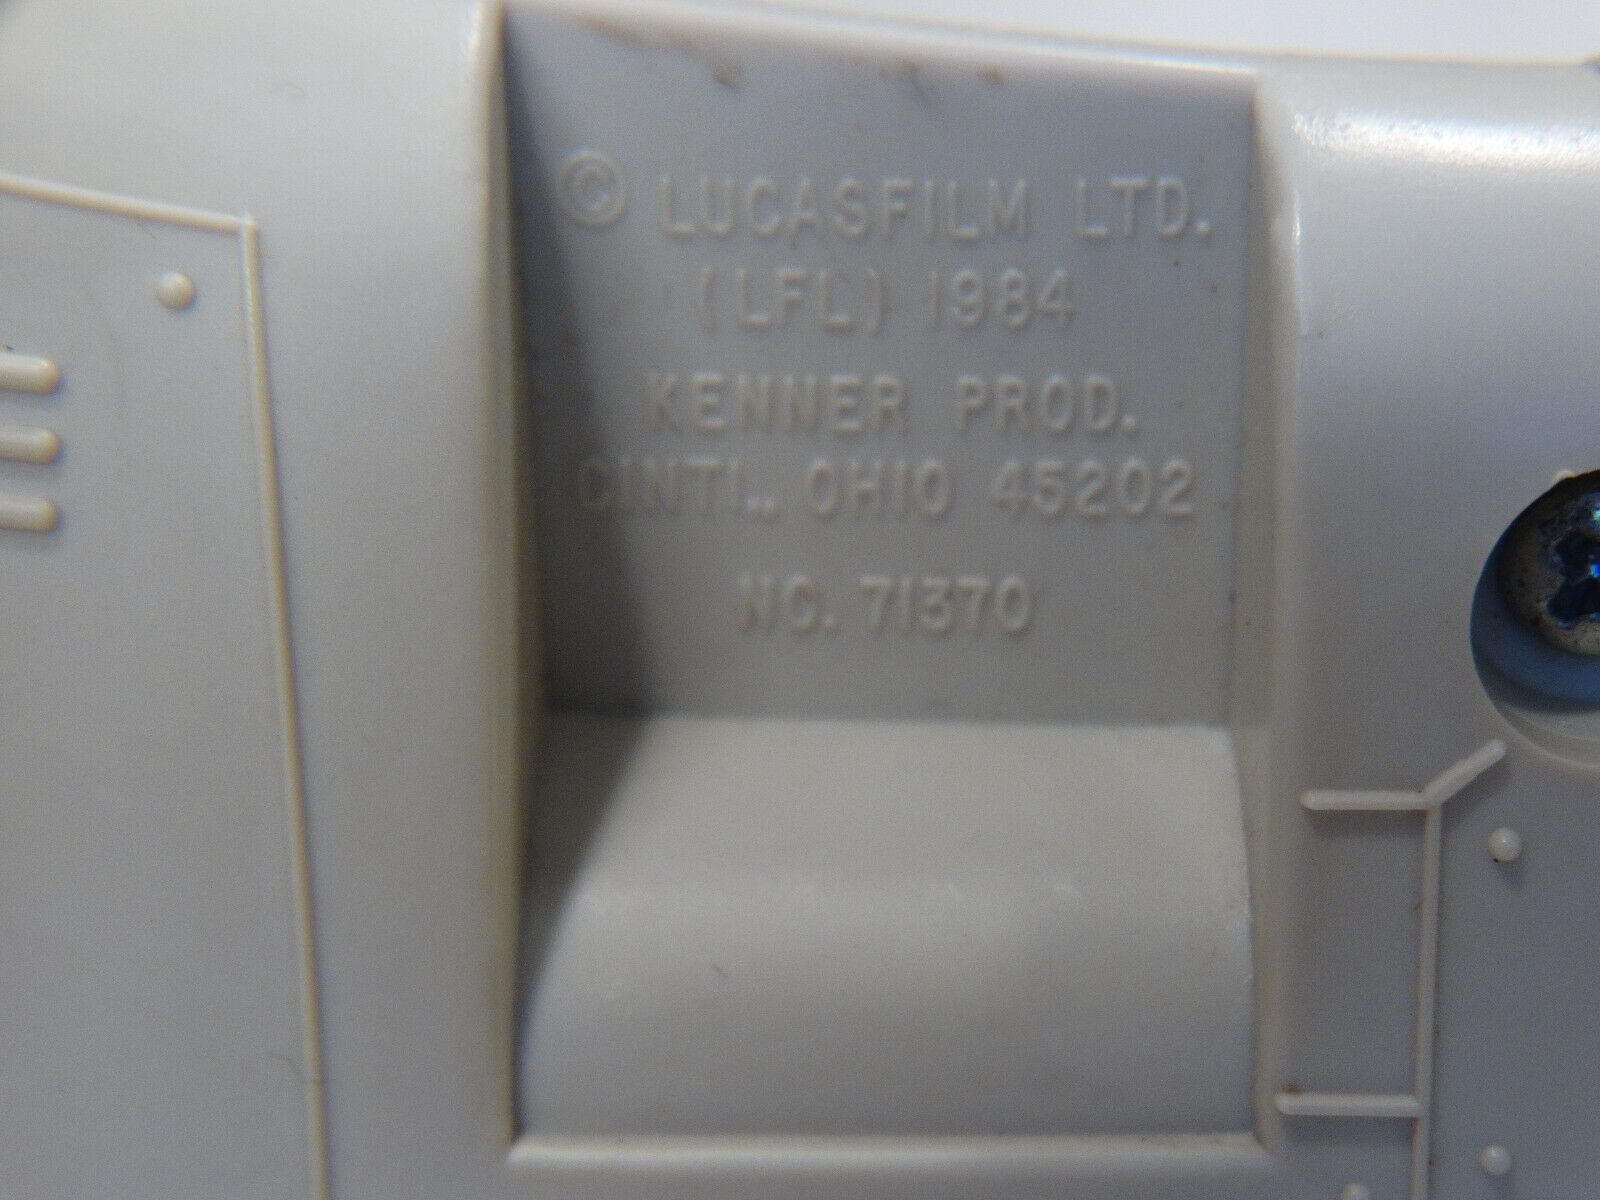 © LUCASFILM LTD.
(LFL) 1984
KENNER PROD.
CINTI., OHIO 45202
NO. 71370